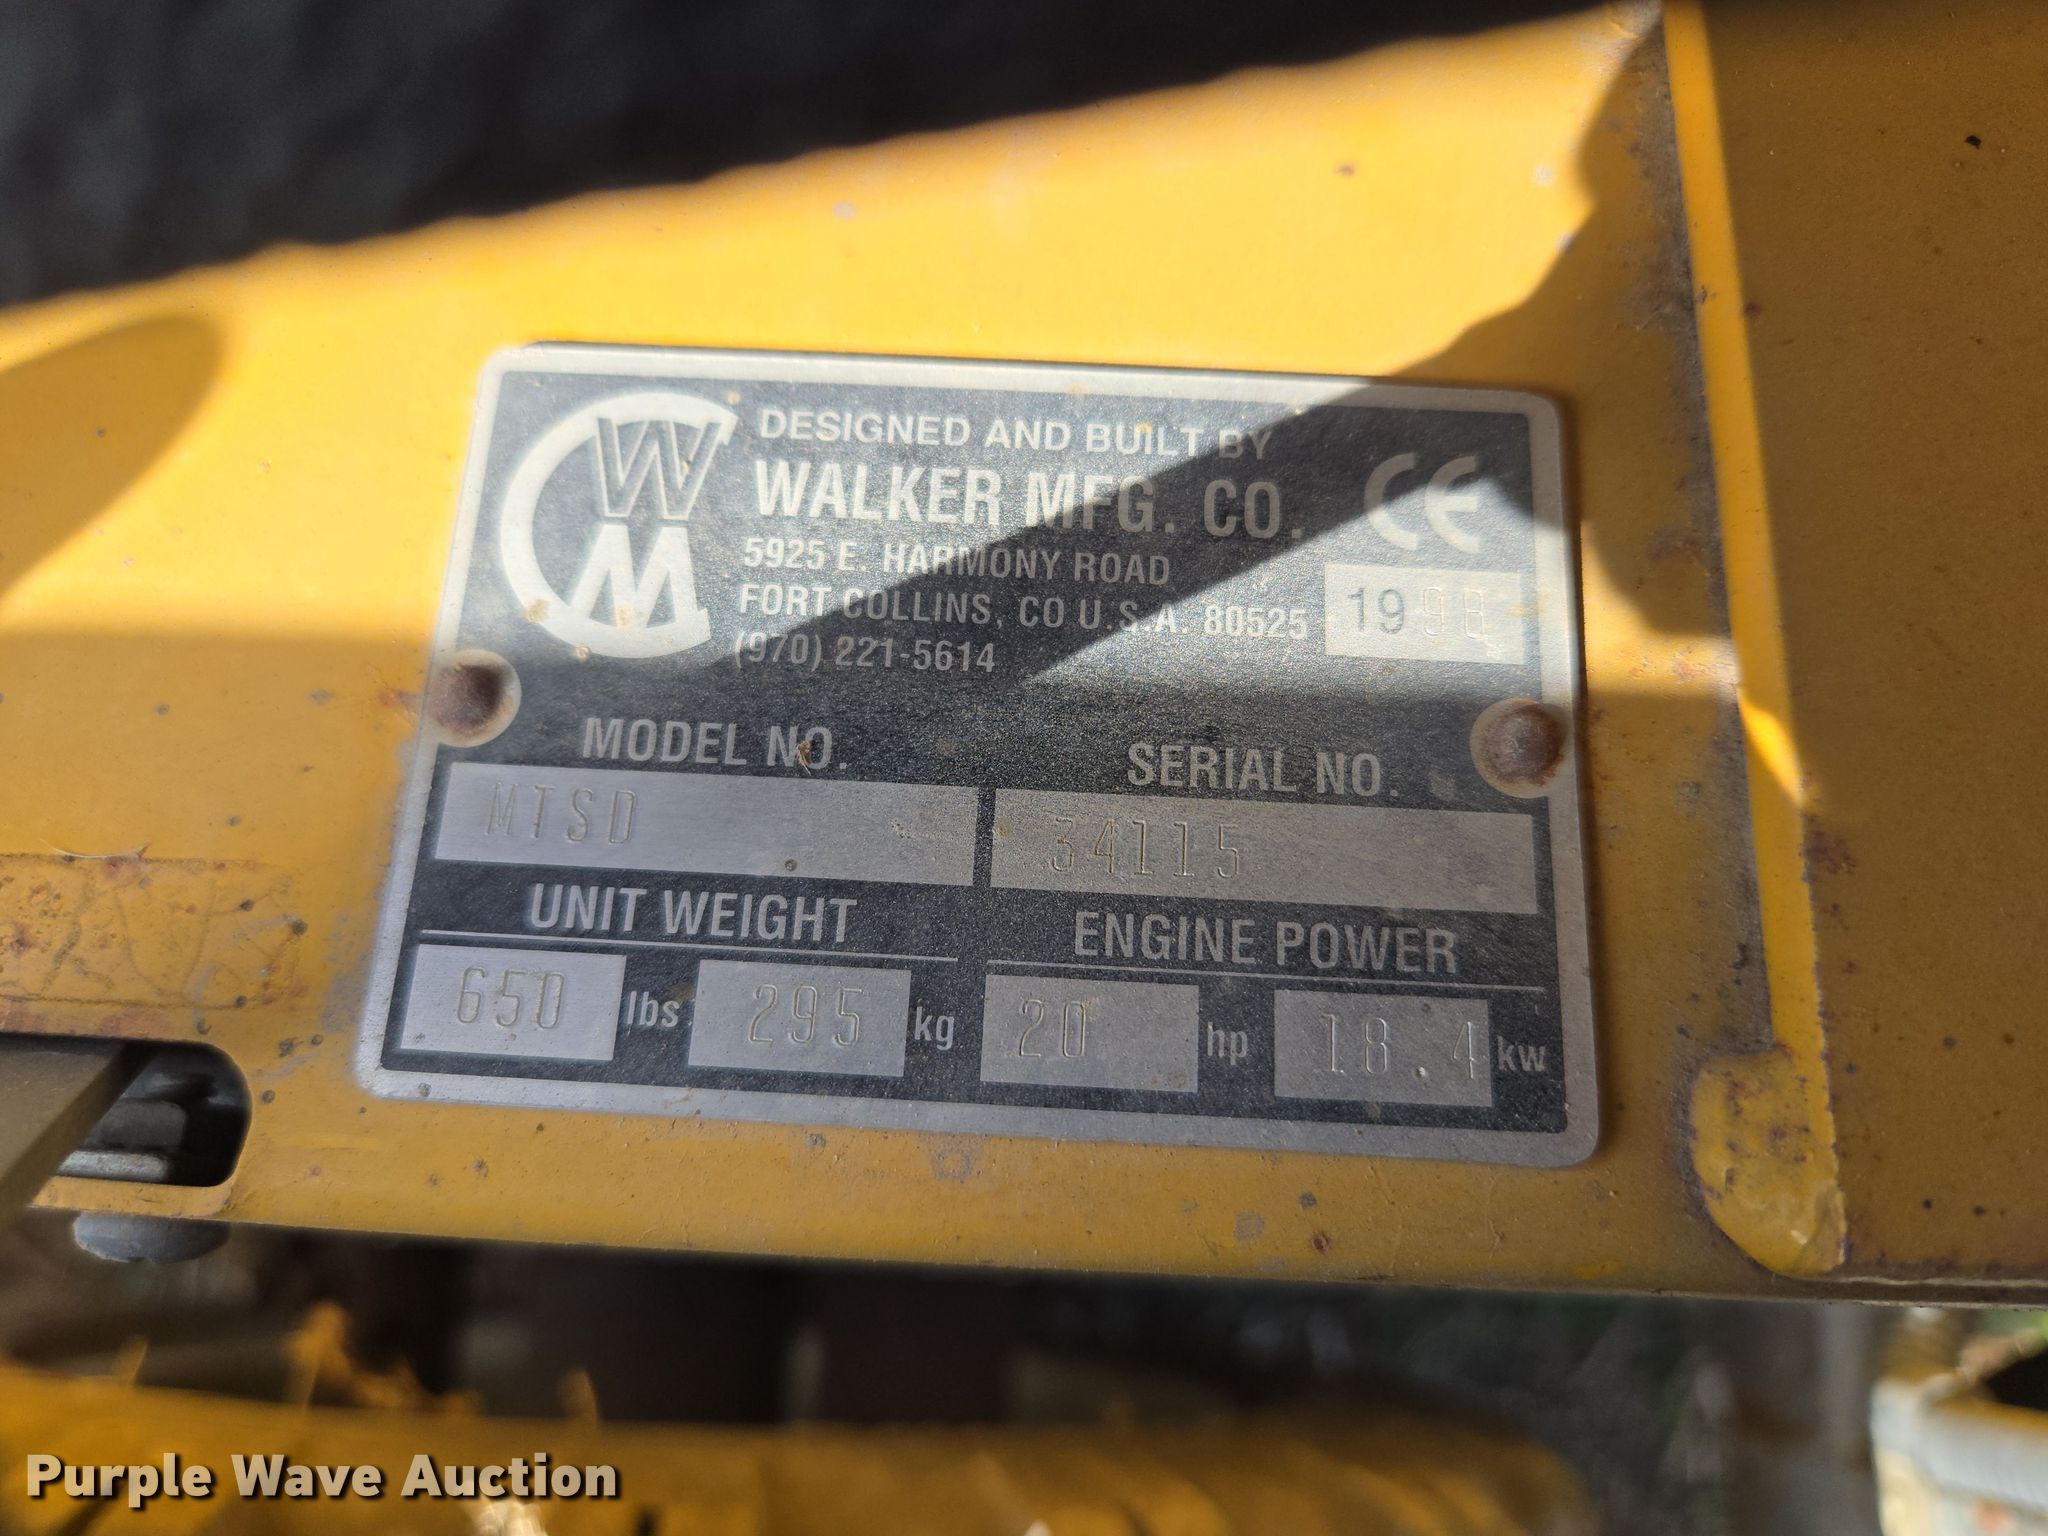 WM
DESIGNED AND BUILT BY
WALKER MFG. CO.
5925 E. HARMONY ROAD
FORT COLLINS, CO U.S.A. 80525
(970) 221-5614
CE
1998
MODEL NO.
SERIAL NO.
MTSD
34115
UNIT WEIGHT
ENGINE POWER
650 lbs 295 kg
20 hp 18.4 kw
Purple Wave Auction